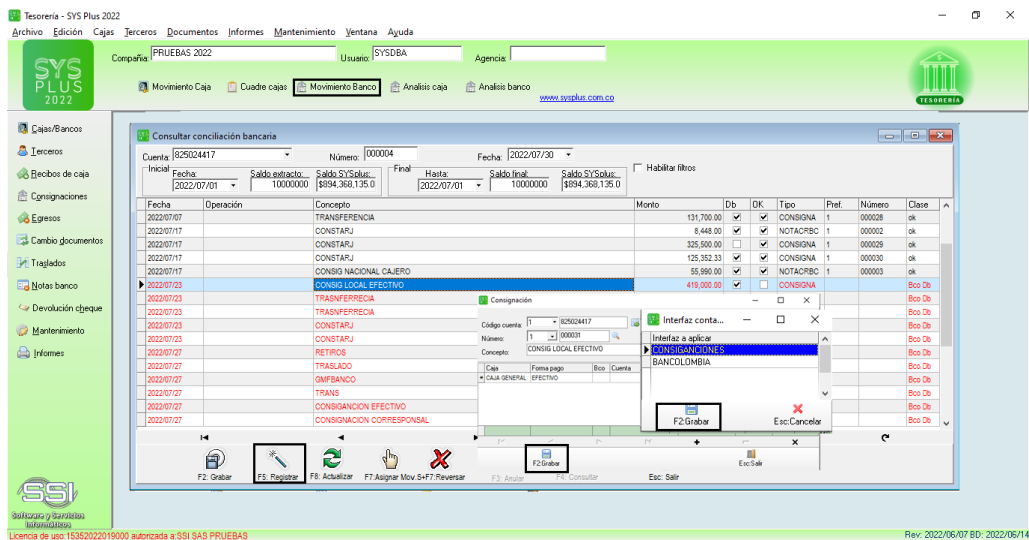 Tesorería - SYS Plus 2022
Archivo Edición Cajas Terceros Documentos Informes Mantenimiento Ventana Ayuda
SYS
PLUS
2022
Compañia: PRUEBAS 2022 Usuario: SYSDBA Agencia:
Movimiento Caja Cuadre cajas Movimiento Banco Analisis caja Analisis banco
www.sysplus.com.co
TESORERÍA
Cajas/Bancos
Terceros
Recibos de caja
Consignaciones
Egresos
Cambio documentos
Traslados
Notas banco
Devolución cheque
Mantenimiento
Informes
SSI
Software y Servicios
Informáticos
Consultar conciliación bancaria
Cuenta: 825024417 Número: 000004 Fecha: 2022/07/30
Inicial Fecha: Saldo extracto: Saldo SYSplus: Final Hasta: Saldo final: Saldo SYSplus: Habilitar filtros
2022/07/01 10000000 $894,368,135.0 2022/07/01 10000000 $894,368,135.0
Fecha Operación Concepto Monto Db OK Tipo Pref. Número Clase
2022/07/07 TRANSFERENCIA 131,700.00 CONSIGNA 1 000028 ok
2022/07/17 CONSTARJ 8,448.00 NOTACRBC 1 000002 ok
2022/07/17 CONSTARJ 325,500.00 CONSIGNA 1 000029 ok
2022/07/17 CONSTARJ 125,352.33 CONSIGNA 1 000030 ok
2022/07/17 CONSIG NACIONAL CAJERO 55,990.00 NOTACRBC 1 000003 ok
2022/07/23 CONSIG LOCAL EFECTIVO 419,000.00 CONSIGNA Bco Db
2022/07/23 TRASNFERRECIA Bco Db
2022/07/23 TRASNFERRECIA Bco Db
2022/07/23 CONSTARJ Bco Db
2022/07/23 CONSTARJ Bco Db
2022/07/27 RETIROS Bco Db
2022/07/27 TRASLADO Bco Db
2022/07/27 GMFBANCO Bco Db
2022/07/27 TRANS Bco Db
2022/07/27 CONSIGANCION EFECTIVO Bco Db
2022/07/27 CONSIGNACION CORRESPONSAL Bco Db
F2: Grabar F5: Registrar F8: Actualizar F7:Asignar Mov.S+F7:Reversar F3: Anular F4: Consultar Esc: Salir
Consignación
Código cuenta: 1 825024417
Número: 1 000031
Concepto: CONSIG LOCAL EFECTIVO
Caja Forma pago Bco Cuenta
CAJA GENERAL EFECTIVO
F2:Grabar Esc:Salir
Interfaz conta...
Interfaz a aplicar
CONSIGANCIONES
BANCOLOMBIA
F2:Grabar Esc:Cancelar
Licencia de uso:15352022019000 autorizada a:SSI SAS PRUEBAS
Rev: 2022/06/07 BD: 2022/06/14